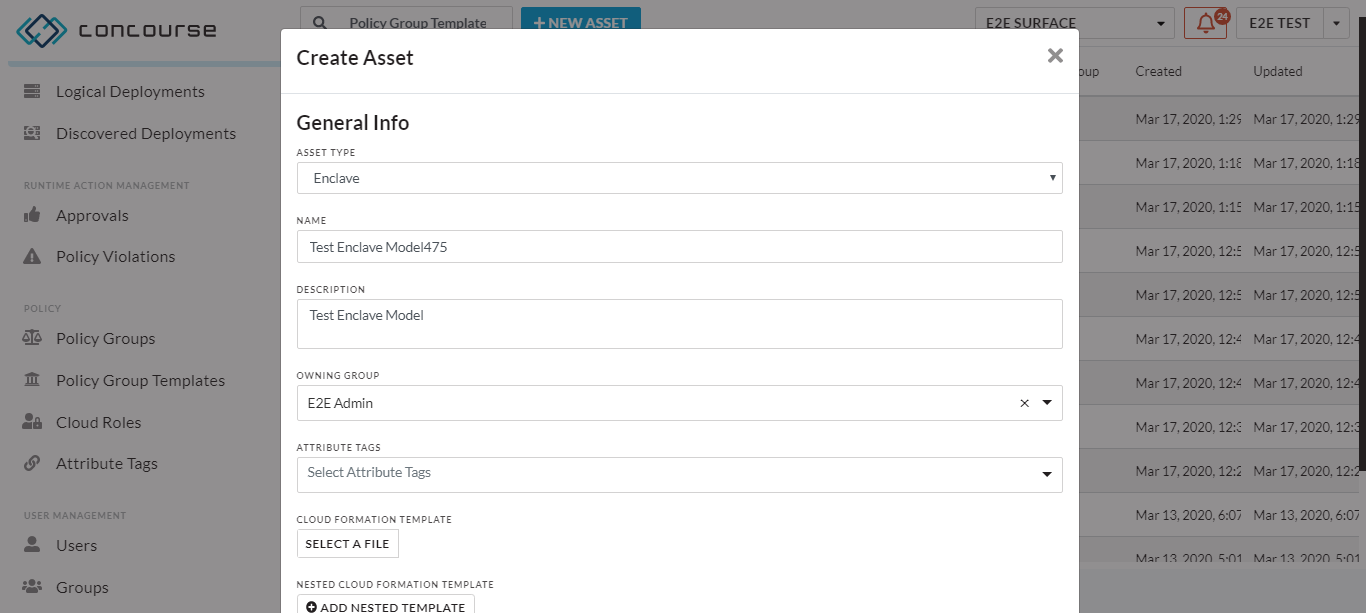 concourse
Policy Group Template
+ NEW ASSET
E2E SURFACE
24
E2E TEST
Logical Deployments
Discovered Deployments
RUNTIME ACTION MANAGEMENT
Approvals
Policy Violations
POLICY
Policy Groups
Policy Group Templates
Cloud Roles
Attribute Tags
USER MANAGEMENT
Users
Groups
Create Asset
General Info
ASSET TYPE
Enclave
NAME
Test Enclave Model475
DESCRIPTION
Test Enclave Model
OWNING GROUP
E2E Admin
ATTRIBUTE TAGS
Select Attribute Tags
CLOUD FORMATION TEMPLATE
SELECT A FILE
NESTED CLOUD FORMATION TEMPLATE
ADD NESTED TEMPLATE
oup Created Updated
Mar 17, 2020, 1:29 Mar 17, 2020, 1:29
Mar 17, 2020, 1:18 Mar 17, 2020, 1:18
Mar 17, 2020, 1:15 Mar 17, 2020, 1:15
Mar 17, 2020, 12:5 Mar 17, 2020, 12:5
Mar 17, 2020, 12:5 Mar 17, 2020, 12:5
Mar 17, 2020, 12:4 Mar 17, 2020, 12:4
Mar 17, 2020, 12:4 Mar 17, 2020, 12:4
Mar 17, 2020, 12:3 Mar 17, 2020, 12:3
Mar 17, 2020, 12:2 Mar 17, 2020, 12:2
Mar 13, 2020, 6:07 Mar 13, 2020, 6:07
Mar 13, 2020, 5:01 Mar 13, 2020, 5:01